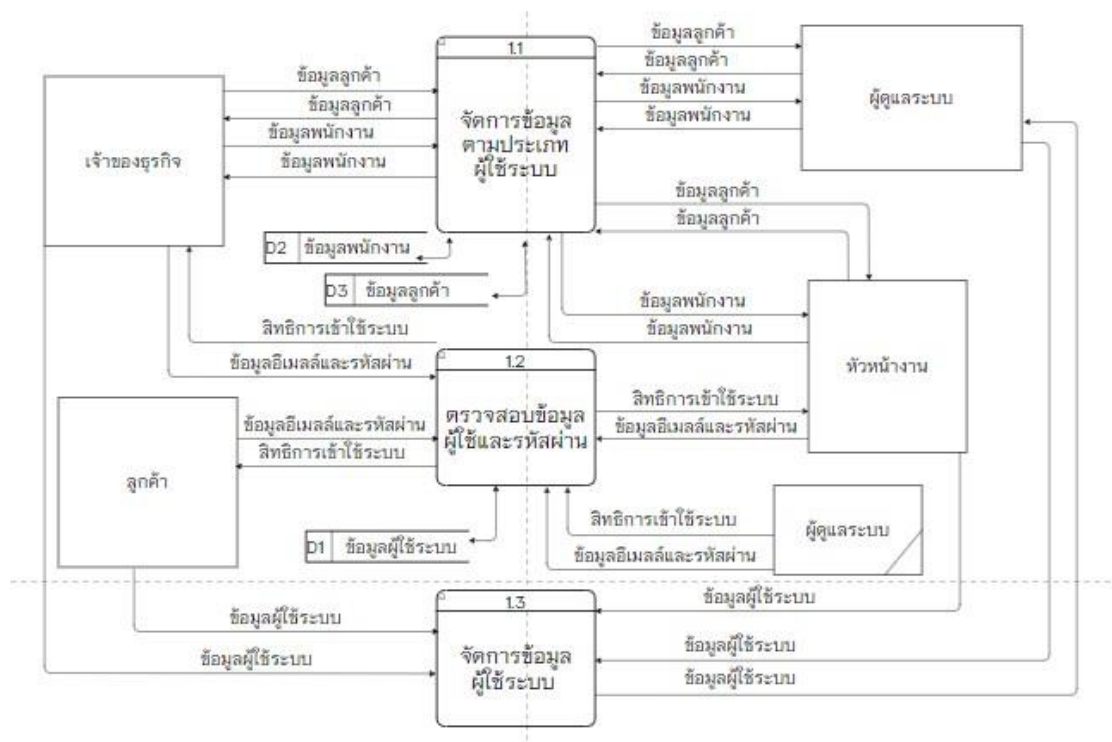 1.1
จัดการข้อมูล
ตามประเภท
ผู้ใช้ระบบ
เจ้าของธุรกิจ
ข้อมูลลูกค้า
ข้อมูลลูกค้า
ข้อมูลพนักงาน
ข้อมูลพนักงาน
ข้อมูลลูกค้า
ข้อมูลลูกค้า
ข้อมูลพนักงาน
ข้อมูลพนักงาน
ผู้ดูแลระบบ
ข้อมูลลูกค้า
ข้อมูลลูกค้า
D2 ข้อมูลพนักงาน
D3 ข้อมูลลูกค้า
ข้อมูลพนักงาน
ข้อมูลพนักงาน
หัวหน้างาน
สิทธิการเข้าใช้ระบบ
ข้อมูลอีเมลล์และรหัสผ่าน
1.2
ตรวจสอบข้อมูล
ผู้ใช้และรหัสผ่าน
สิทธิการเข้าใช้ระบบ
ข้อมูลอีเมลล์และรหัสผ่าน
ลูกค้า
ข้อมูลอีเมลล์และรหัสผ่าน
สิทธิการเข้าใช้ระบบ
D1 ข้อมูลผู้ใช้ระบบ
สิทธิการเข้าใช้ระบบ
ข้อมูลอีเมลล์และรหัสผ่าน
ผู้ดูแลระบบ
1.3
จัดการข้อมูล
ผู้ใช้ระบบ
ข้อมูลผู้ใช้ระบบ
ข้อมูลผู้ใช้ระบบ
ข้อมูลผู้ใช้ระบบ
ข้อมูลผู้ใช้ระบบ
ข้อมูลผู้ใช้ระบบ